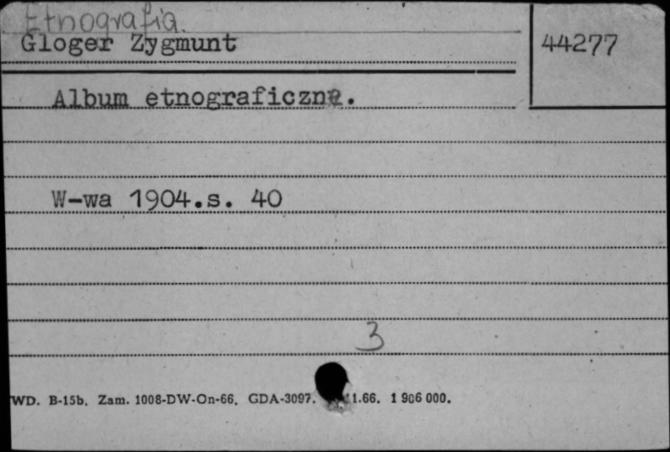 Etnografia.
Gloger Zygmunt
44277
Album etnograficzne.
W-wa 1904.s. 40
3
WD. B-15b. Zam. 1008-DW-On-66. GDA-3097. 1.66. 1 906 000.